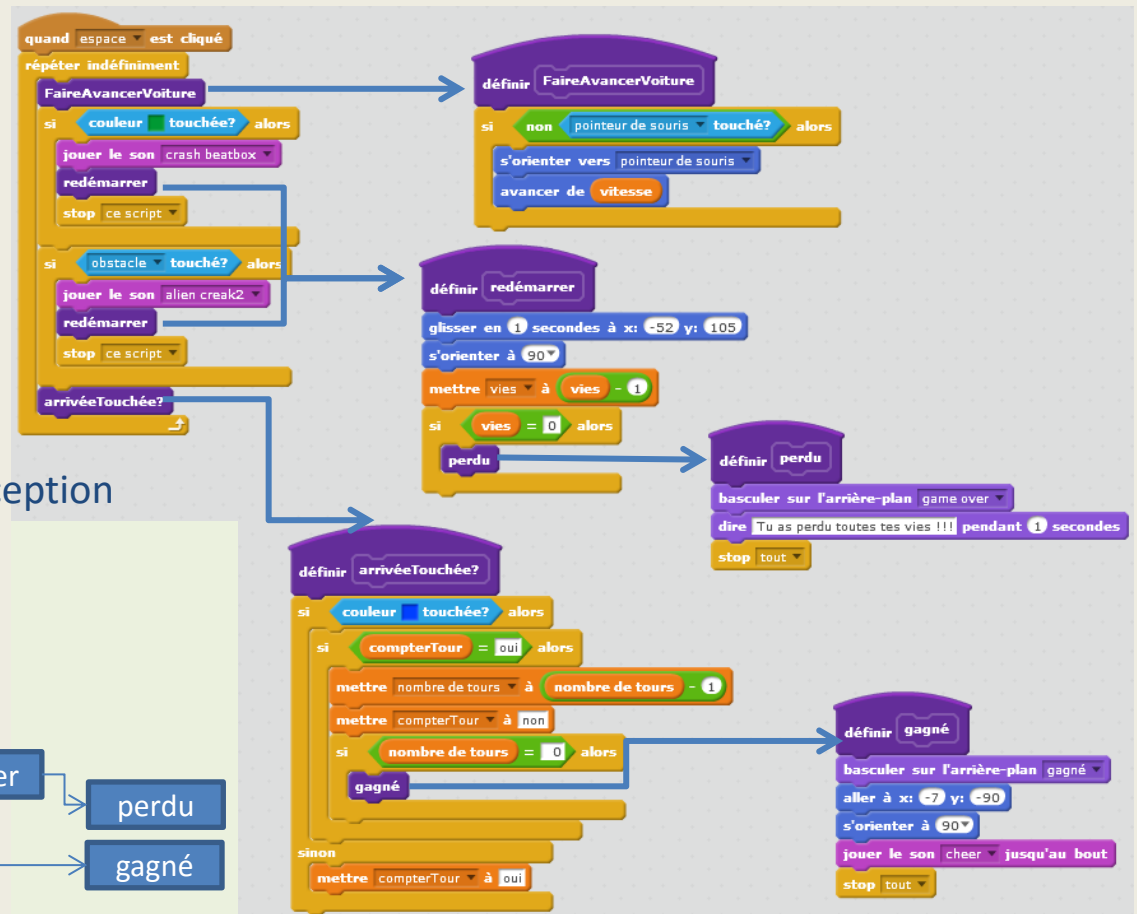 quand espace est cliqué
répéter indéfiniment
FaireAvancerVoiture
si couleur touchée? alors
jouer le son crash beatbox
redémarrer
stop ce script
si obstacle touché? alors
jouer le son alien creak2
redémarrer
stop ce script
arrivéeTouchée?
définir FaireAvancerVoiture
si non pointeur de souris touché? alors
s'orienter vers pointeur de souris
avancer de vitesse
définir redémarrer
glisser en 1 secondes à x: -52 y: 105
s'orienter à 90
mettre vies à vies - 1
si vies = 0 alors
perdu
définir perdu
basculer sur l'arrière-plan game over
dire Tu as perdu toutes tes vies !!! pendant 1 secondes
stop tout
eption
définir arrivéeTouchée?
si couleur touchée? alors
si compterTour = oui alors
mettre nombre de tours à nombre de tours - 1
mettre compterTour à non
si nombre de tours = 0 alors
gagné
sinon
mettre compterTour à oui
définir gagné
basculer sur l'arrière-plan gagné
aller à x: -7 y: -90
s'orienter à 90
jouer le son cheer jusqu'au bout
stop tout
er
perdu
gagné